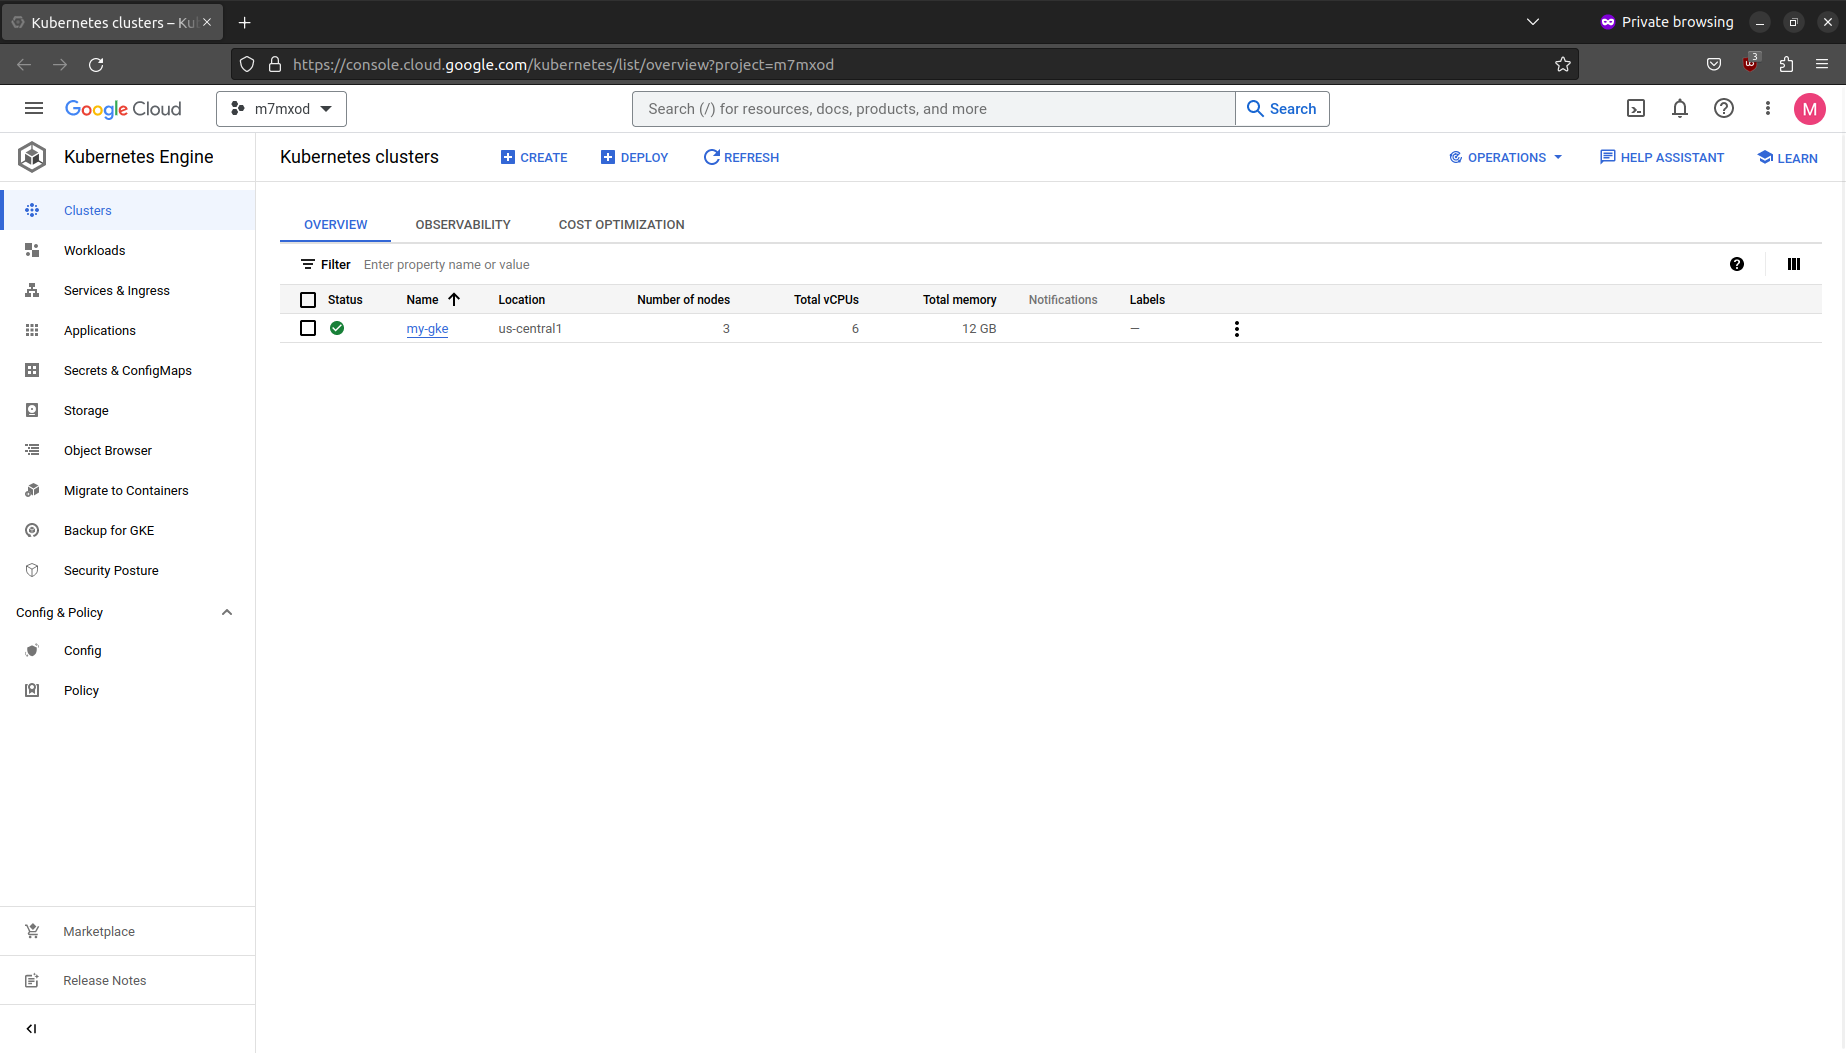 Kubernetes clusters – Ku
Private browsing
https://console.cloud.google.com/kubernetes/list/overview?project=m7mxod
3
Google Cloud
m7mxod
Search (/) for resources, docs, products, and more
Search
M
Kubernetes Engine
Kubernetes clusters
CREATE
DEPLOY
REFRESH
OPERATIONS
HELP ASSISTANT
LEARN
Clusters
Workloads
Services & Ingress
Applications
Secrets & ConfigMaps
Storage
Object Browser
Migrate to Containers
Backup for GKE
Security Posture
Config & Policy
Config
Policy
Marketplace
Release Notes
OVERVIEW OBSERVABILITY COST OPTIMIZATION
Filter Enter property name or value
Status Name Location Number of nodes Total vCPUs Total memory Notifications Labels
my-gke us-central1 3 6 12 GB —